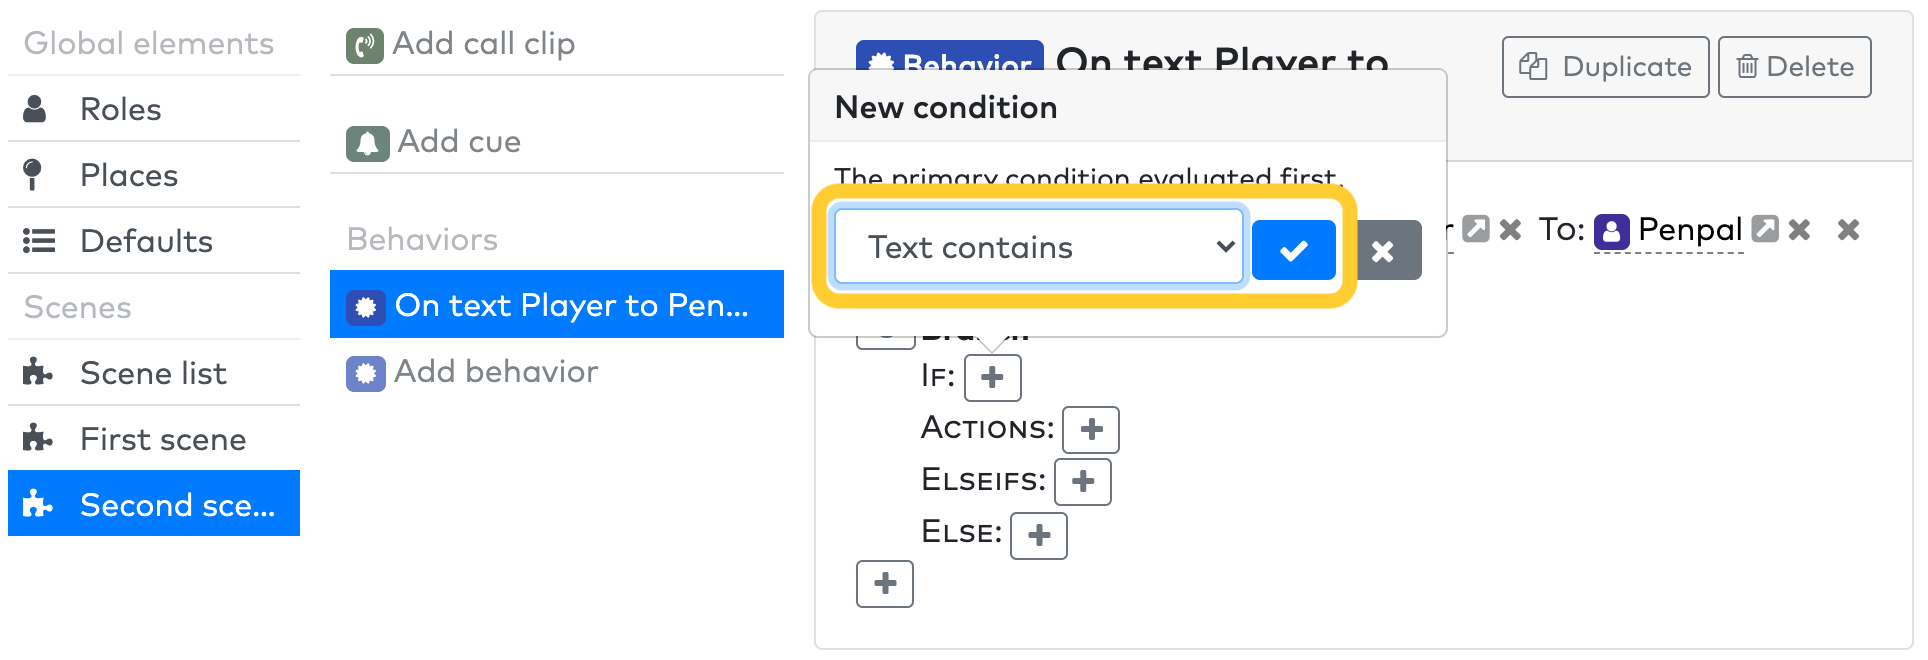 Global elements
Roles
Places
Defaults
Scenes
Scene list
First scene
Second sce...
Add call clip
Add cue
Behaviors
On text Player to Pen...
Add behavior
Behavior On text Player to
Duplicate
Delete
New condition
The primary condition evaluated first.
Text contains
To: Penpal
Branch
IF:
ACTIONS:
ELSEIFS:
ELSE: